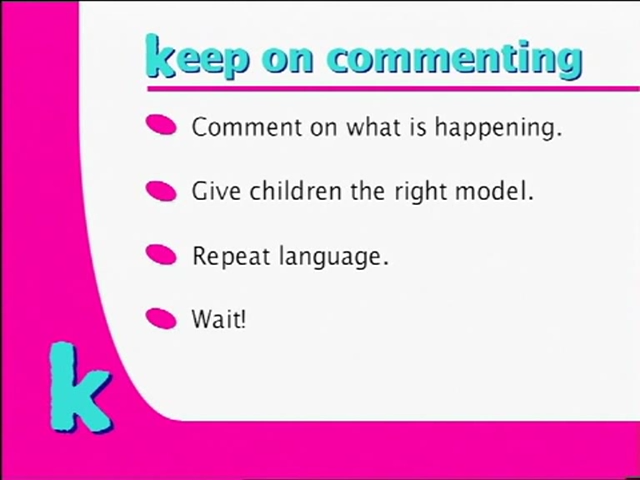 keep on commenting
Comment on what is happening.
Give children the right model.
Repeat language.
Wait!
k